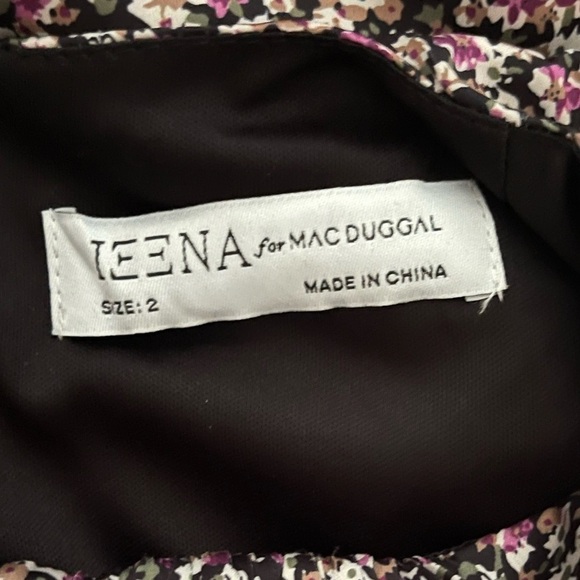 IEENA for MAC DUGGAL
SIZE: 2
MADE IN CHINA